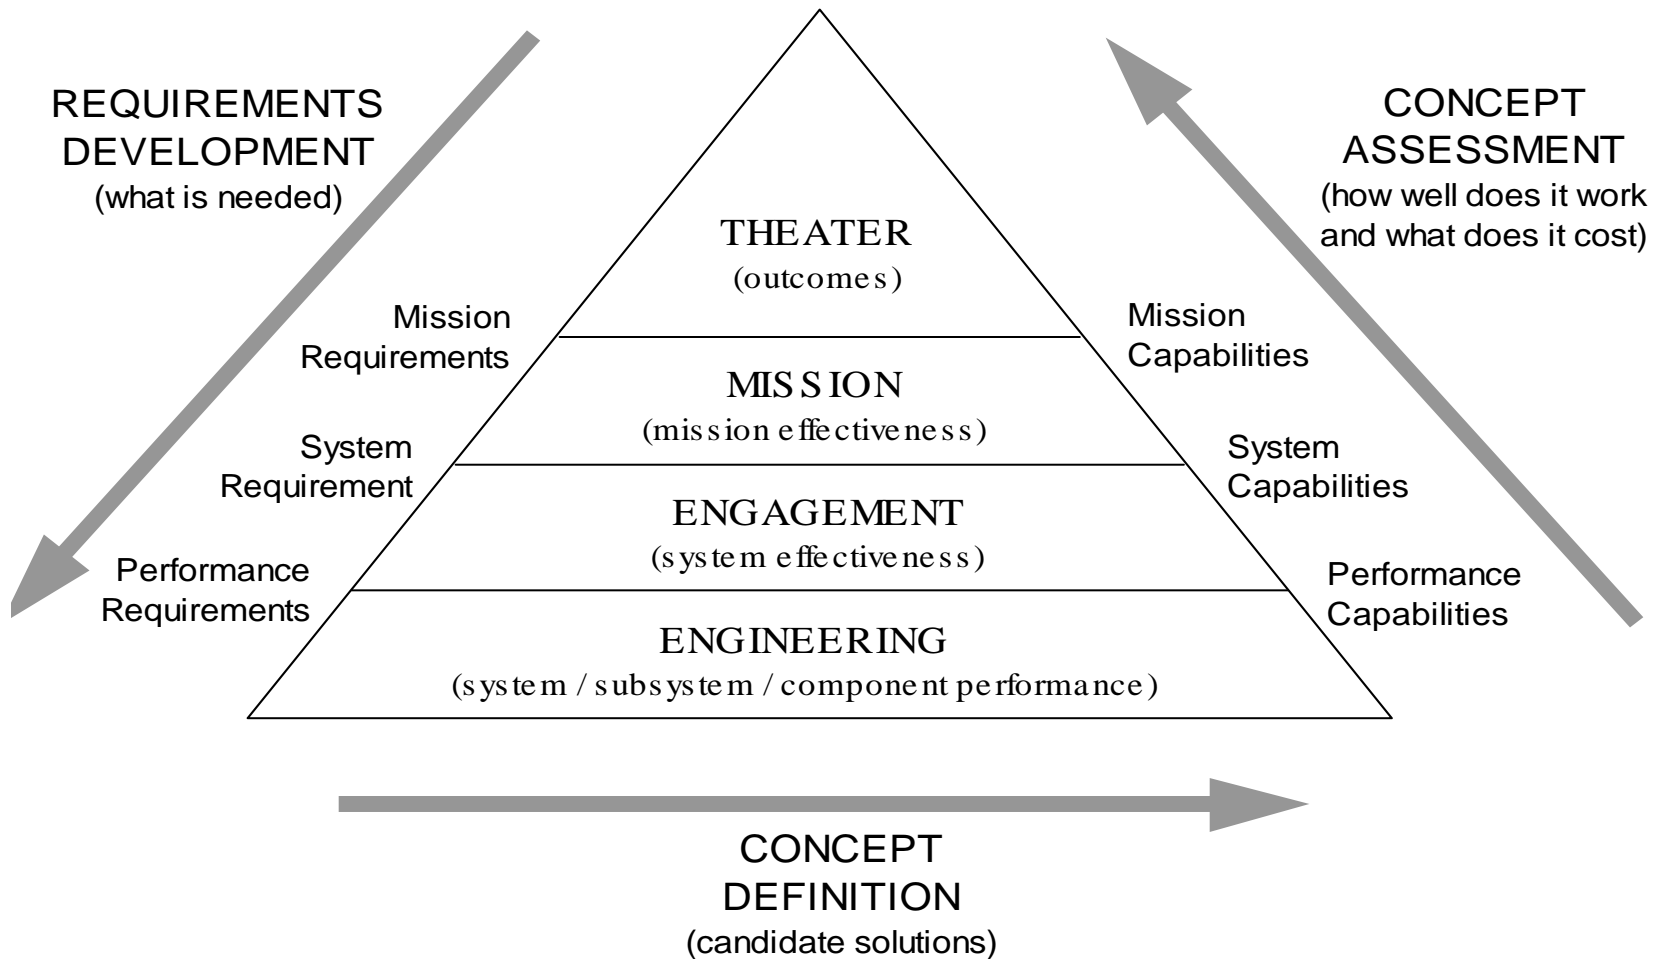 REQUIREMENTS
DEVELOPMENT
(what is needed)
CONCEPT
ASSESSMENT
(how well does it work
and what does it cost)
THEATER
(outcomes)
Mission
Requirements
Mission
Capabilities
MISSION
(mission effectiveness)
System
Requirement
System
Capabilities
ENGAGEMENT
(system effectiveness)
Performance
Requirements
Performance
Capabilities
ENGINEERING
(system / subsystem / component performance)
CONCEPT
DEFINITION
(candidate solutions)